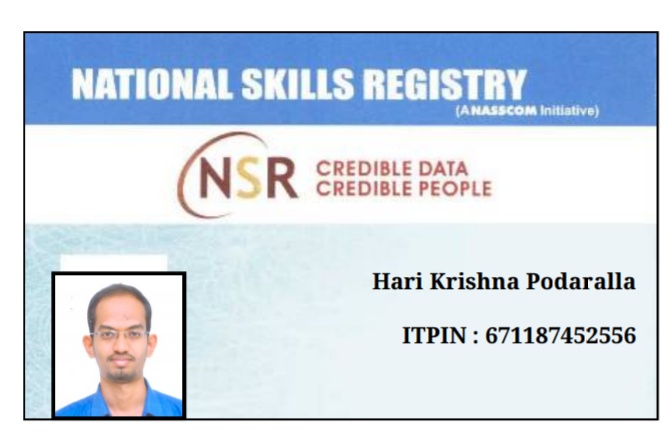 NATIONAL SKILLS REGISTRY
(A NASSCOM Initiative)
NSR
CREDIBLE DATA
CREDIBLE PEOPLE
Hari Krishna Podaralla
ITPIN : 671187452556